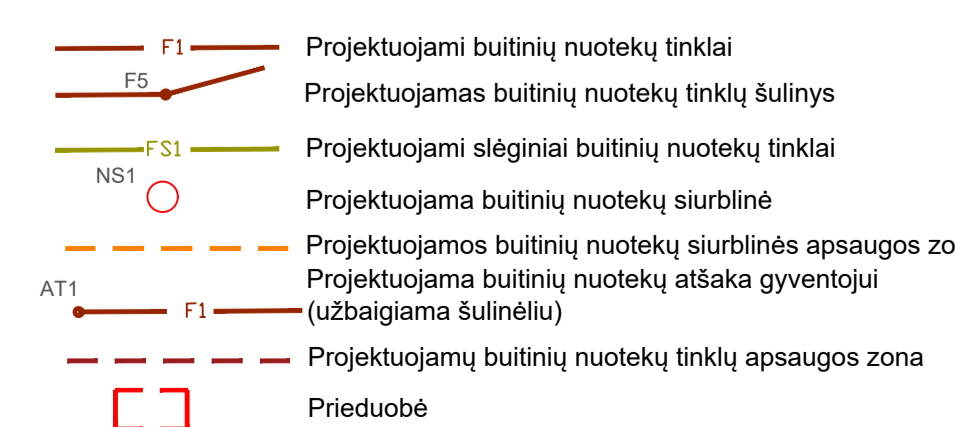 F1 Projektuojami buitinių nuotekų tinklai
F5 Projektuojamas buitinių nuotekų tinklų šulinys
FS1 Projektuojami slėginiai buitinių nuotekų tinklai
NS1
Projektuojama buitinių nuotekų siurblinė
Projektuojamos buitinių nuotekų siurblinės apsaugos zo
AT1 F1 Projektuojama buitinių nuotekų atšaka gyventojui
(užbaigiama šulinėliu)
Projektuojamų buitinių nuotekų tinklų apsaugos zona
Prieduobė